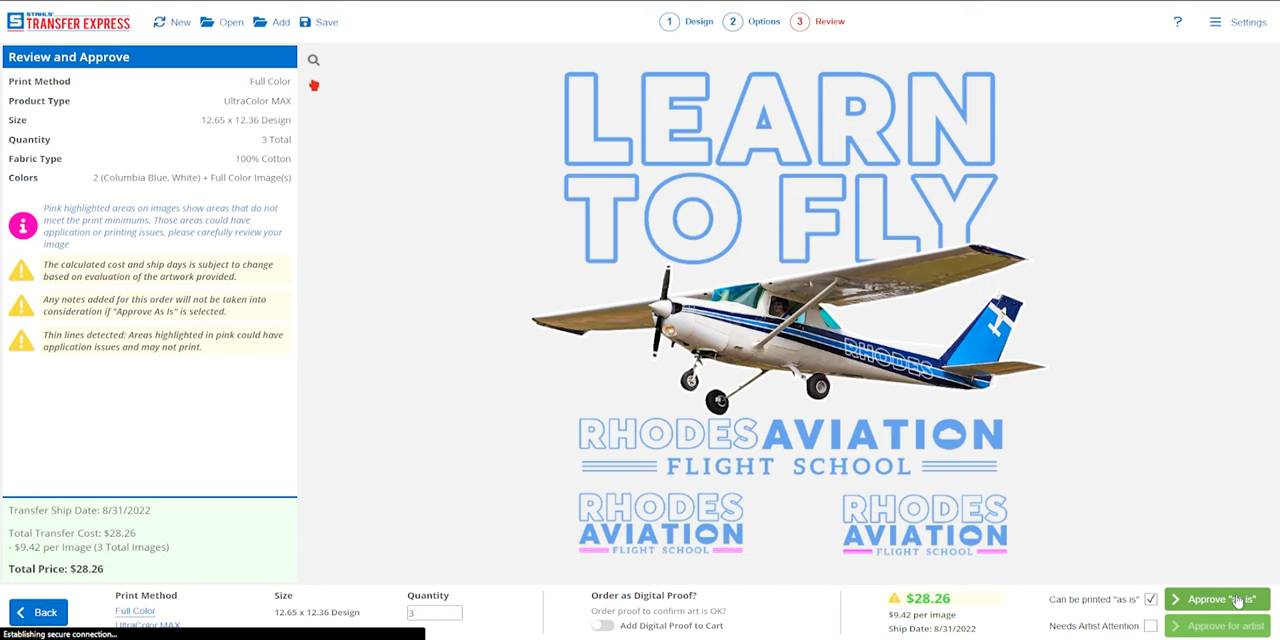 STAHLS'
TRANSFER EXPRESS
New
Open
Add
Save
1 Design
2 Options
3 Review
?
Settings
Review and Approve
Print Method Full Color
Product Type UltraColor MAX
Size 12.65 x 12.36 Design
Quantity 3 Total
Fabric Type 100% Cotton
Colors 2 (Columbia Blue, White) + Full Color Image(s)
Pink highlighted areas on images show areas that do not
meet the print minimums. Those areas could have
application or printing issues, please carefully review your
image
The calculated cost and ship days is subject to change
based on evaluation of the artwork provided.
Any notes added for this order will not be taken into
consideration if "Approve As Is" is selected.
Thin lines detected: Areas highlighted in pink could have
application issues and may not print.
LEARN
TO FLY
RHODES
RHODES AVIATION
FLIGHT SCHOOL
RHODES
AVIATION
FLIGHT SCHOOL
RHODES
AVIATION
FLIGHT SCHOOL
Transfer Ship Date: 8/31/2022
Total Transfer Cost: $28.26
- $9.42 per Image (3 Total Images)
Total Price: $28.26
Back
Print Method
Full Color
UltraColor MAX
Size
12.65 x 12.36 Design
Quantity
3
Order as Digital Proof?
Order proof to confirm art is OK?
Add Digital Proof to Cart
$28.26
$9.42 per image
Ship Date: 8/31/2022
Can be printed "as is"
Needs Artist Attention
Approve "as is"
Approve for artist
Establishing secure connection...